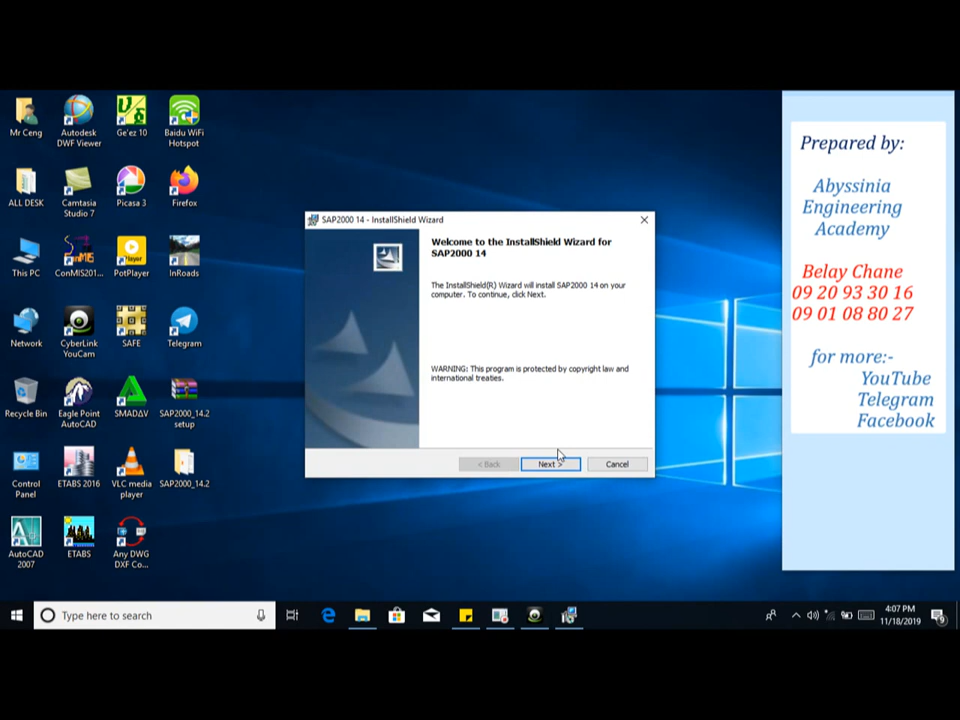 Mr Ceng
Autodesk
DWF Viewer
Ge'ez 10
Baidu WiFi
Hotspot
ALL DESK
Camtasia
Studio 7
Picasa 3
Firefox
This PC
ConMIS201...
PotPlayer
InRoads
Network
CyberLink
YouCam
SAFE
Telegram
Recycle Bin
Eagle Point
AutoCAD
SMADΔV
SAP2000_14.2
setup
Control
Panel
ETABS 2016
VLC media
player
SAP2000_14.2
AutoCAD
2007
ETABS
Any DWG
DXF Co...
SAP2000 14 - InstallShield Wizard
Welcome to the InstallShield Wizard for
SAP2000 14
The InstallShield(R) Wizard will install SAP2000 14 on your
computer. To continue, click Next.
WARNING: This program is protected by copyright law and
international treaties.
< Back
Next >
Cancel
Prepared by:
Abyssinia
Engineering
Academy
Belay Chane
09 20 93 30 16
09 01 08 80 27
for more:-
YouTube
Telegram
Facebook
Type here to search
4:07 PM
11/18/2019